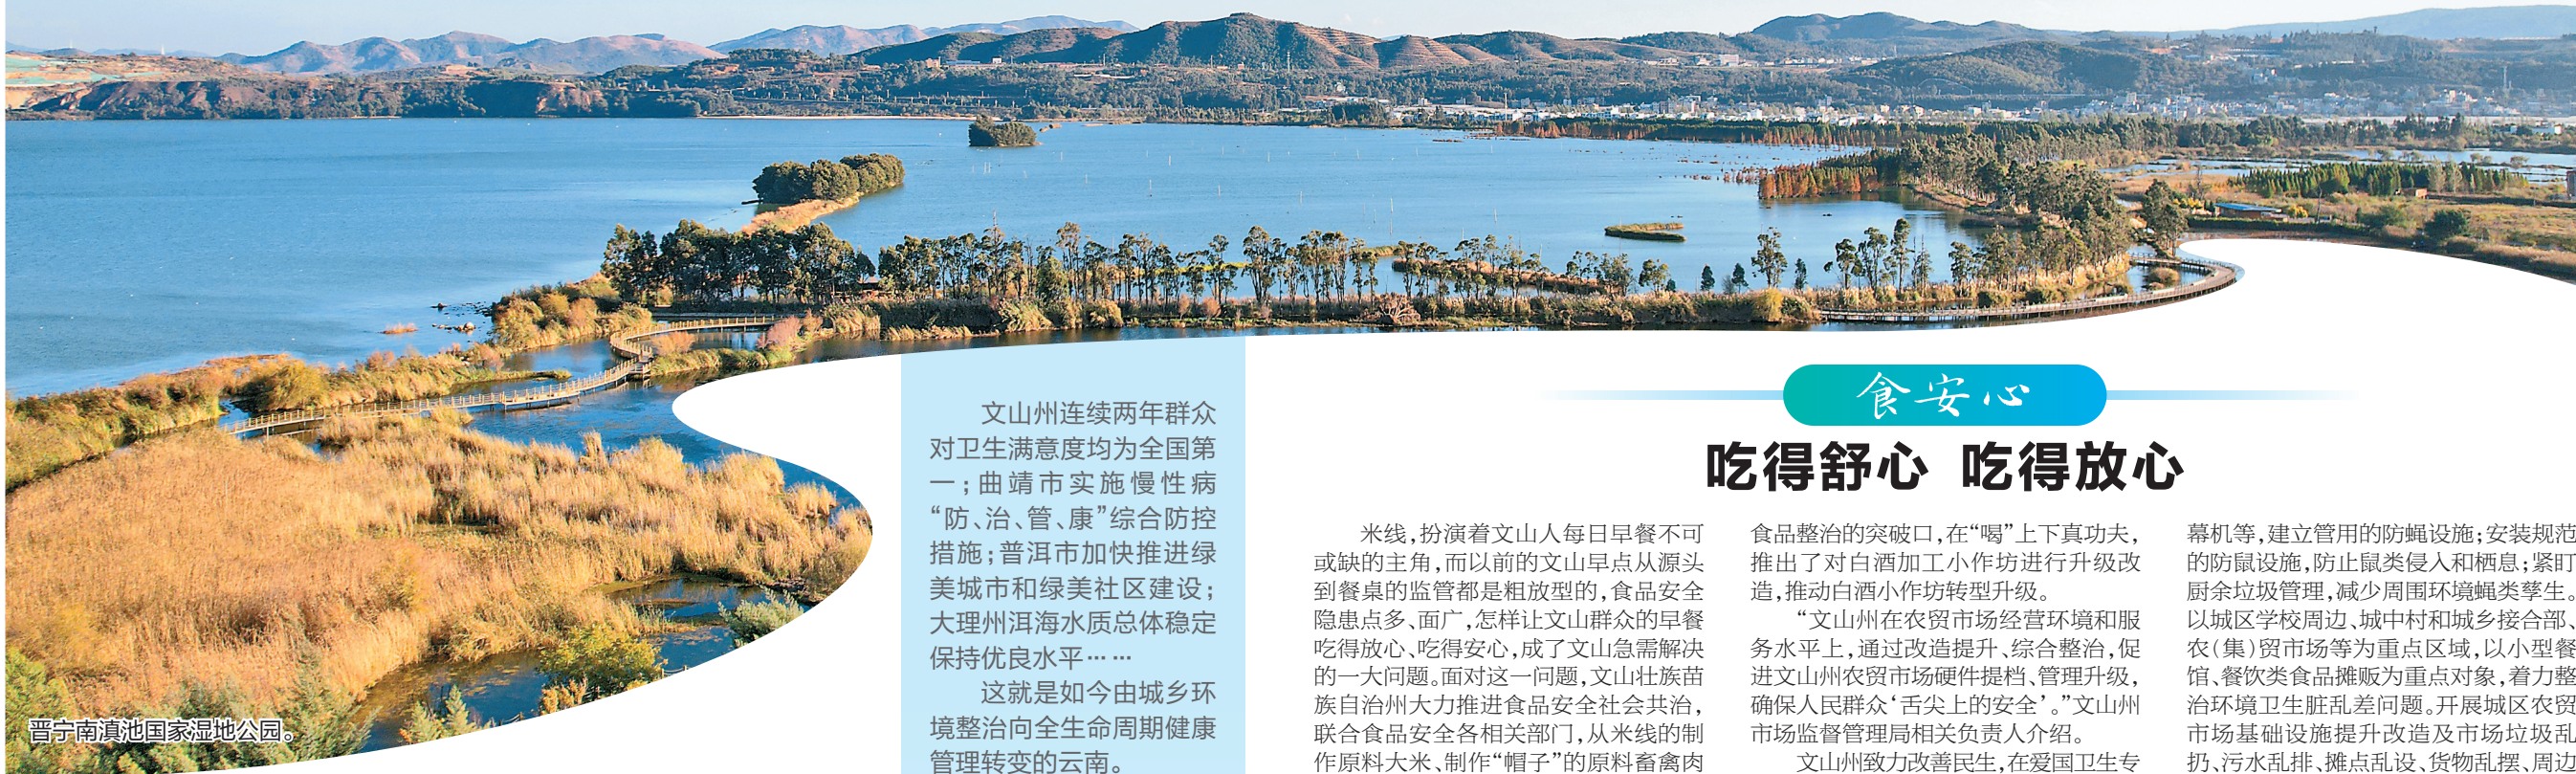 晋宁南滇池国家湿地公园。
文山州连续两年群众
对卫生满意度均为全国第
一；曲靖市实施慢性病
“防、治、管、康”综合防控
措施；普洱市加快推进绿
美城市和绿美社区建设；
大理州洱海水质总体稳定
保持优良水平……
这就是如今由城乡环
境整治向全生命周期健康
管理转变的云南。
食安心
吃得舒心 吃得放心
米线，扮演着文山人每日早餐不可
或缺的主角，而以前的文山早点从源头
到餐桌的监管都是粗放型的，食品安全
隐患点多、面广，怎样让文山群众的早餐
吃得放心、吃得安心，成了文山急需解决
的一大问题。面对这一问题，文山壮族苗
族自治州大力推进食品安全社会共治，
联合食品安全各相关部门，从米线的制
作原料大米、制作“帽子”的原料畜禽肉
食品整治的突破口，在“喝”上下真功夫，
推出了对白酒加工小作坊进行升级改
造，推动白酒小作坊转型升级。
“文山州在农贸市场经营环境和服
务水平上，通过改造提升、综合整治，促
进文山州农贸市场硬件提档、管理升级，
确保人民群众‘舌尖上的安全’。”文山州
市场监督管理局相关负责人介绍。
文山州致力改善民生，在爱国卫生专
幕机等，建立管用的防蝇设施；安装规范
的防鼠设施，防止鼠类侵入和栖息；紧盯
厨余垃圾管理，减少周围环境蝇类孳生。
以城区学校周边、城中村和城乡接合部、
农（集）贸市场等为重点区域，以小型餐
馆、餐饮类食品摊贩为重点对象，着力整
治环境卫生脏乱差问题。开展城区农贸
市场基础设施提升改造及市场垃圾乱
扔、污水乱排、摊点乱设、货物乱摆、周边